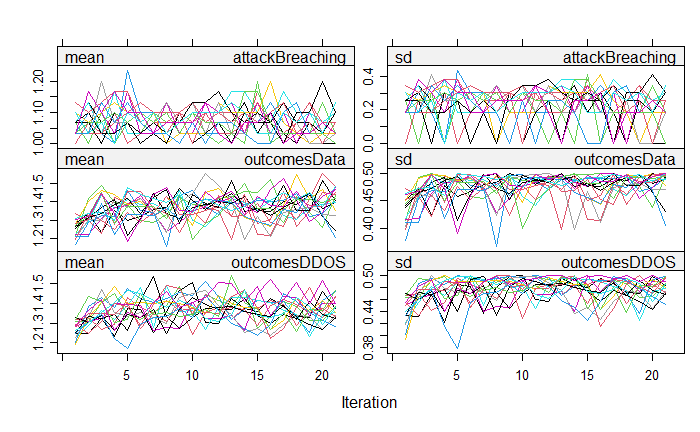 mean attackBreaching sd attackBreaching
1.00 1.10 1.20 0.0 0.2 0.4
mean outcomesData sd outcomesData
1.21.31.41.5 0.40 0.45 0.50
mean outcomesDDOS sd outcomesDDOS
1.21.31.41.5 0.38 0.44 0.50
5 10 15 20 5 10 15 20
Iteration